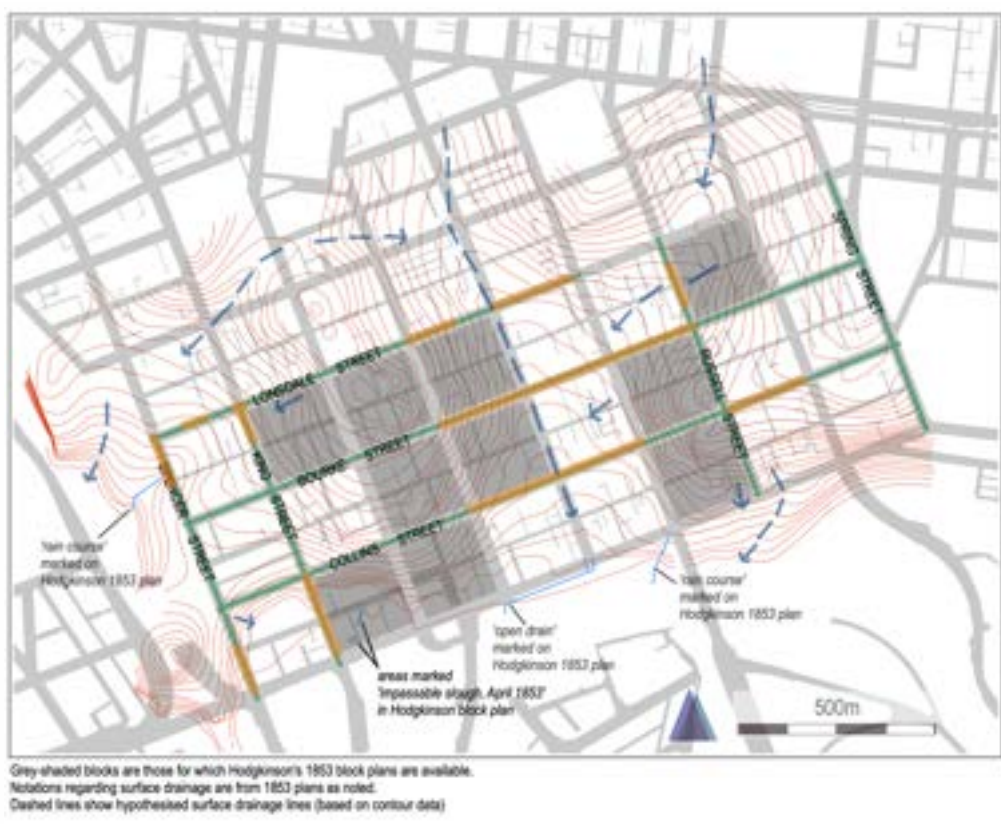 SPRING STREET
RUSSELL STREET
LONSDALE STREET
BOURKE STREET
COLLINS STREET
KING STREET
STREET
'rain course'
marked on
Hodgkinson 1853 plan
'rain course'
marked on
Hodgkinson 1853 plan
'open drain'
marked on
Hodgkinson 1853 plan
areas marked
'Impassable slough, April 1853'
in Hodgkinson block plan
500m
Grey-shaded blocks are those for which Hodgkinson's 1853 block plans are available.
Notations regarding surface drainage are from 1853 plans as noted.
Dashed lines show hypothesised surface drainage lines (based on contour data)